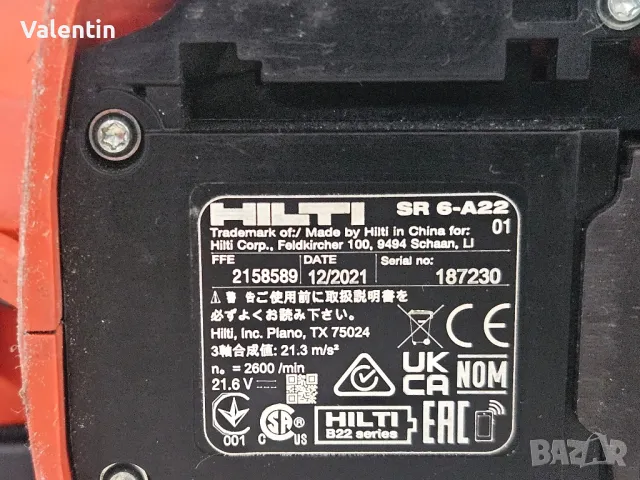 Valentin
HILTI SR 6-A22
Trademark of:/ Made by Hilti in China for: 01
Hilti Corp., Feldkircher 100, 9494 Schaan, LI
FFE DATE Serial no:
2158589 12/2021 187230
⚠ 警告ご使用前に取扱説明書を
必ずよくお読み下さい。
Hilti, Inc. Plano, TX 75024
3軸合成値: 21.3 m/s²
n₀ = 2600 /min
21.6 V
UK
CA
CE
NOM
001
C SA ® US
HILTI
B22 series
EAC
bazar